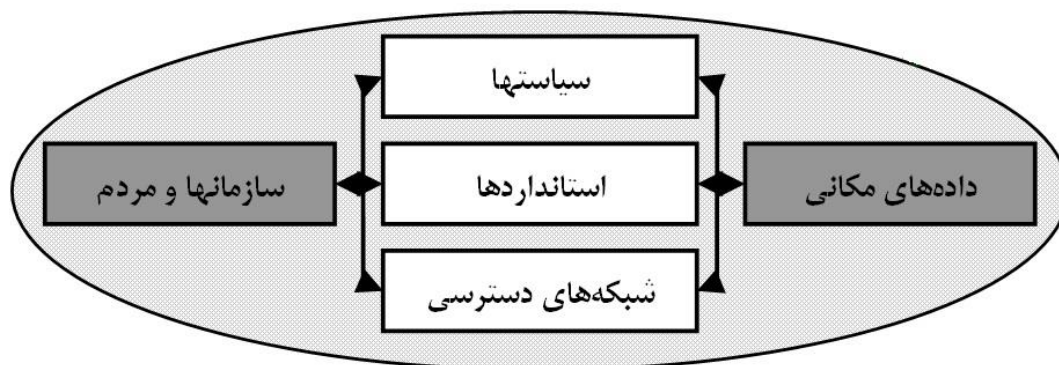 سیاستها
داده‌های مکانی
استانداردها
سازمانها و مردم
شبکه‌های دسترسی